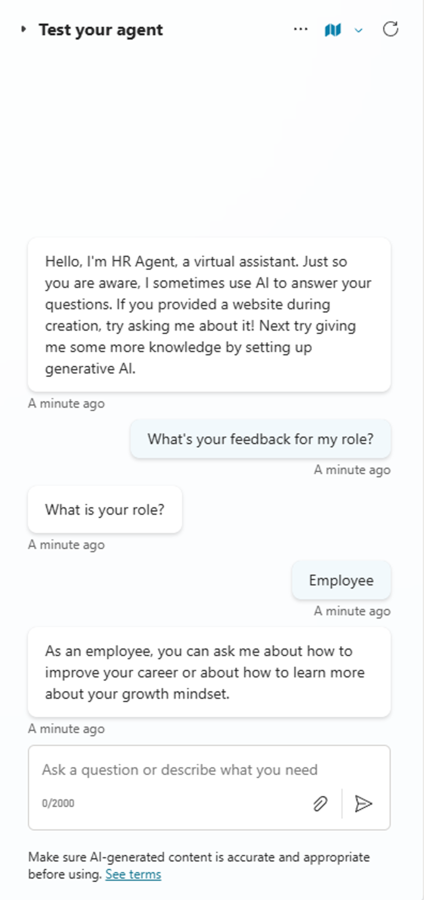 Test your agent
Hello, I'm HR Agent, a virtual assistant. Just so
you are aware, I sometimes use AI to answer your
questions. If you provided a website during
creation, try asking me about it! Next try giving
me some more knowledge by setting up
generative AI.
A minute ago
What's your feedback for my role?
A minute ago
What is your role?
A minute ago
Employee
A minute ago
As an employee, you can ask me about how to
improve your career or about how to learn more
about your growth mindset.
A minute ago
Ask a question or describe what you need
0/2000
Make sure AI-generated content is accurate and appropriate
before using. See terms